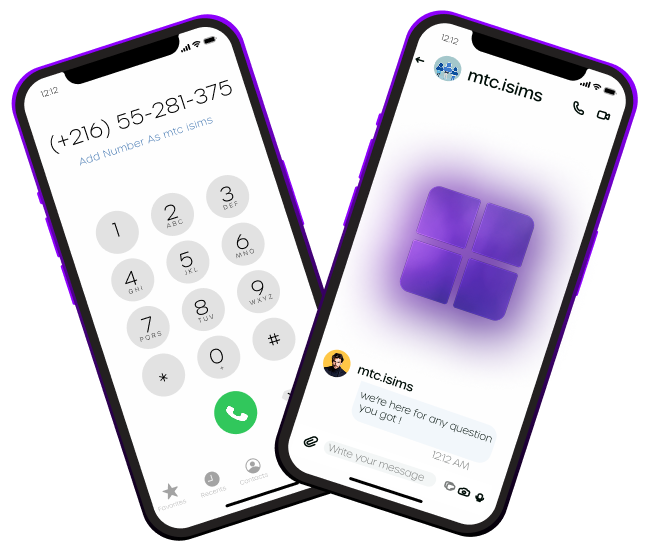 12:12
(+216) 55-281-375
Add Number As mtc isims
1
2
ABC
3
DEF
4
GHI
5
JKL
6
MNO
7
PQRS
8
TUV
9
WXYZ
*
0
+
#
Favorites
Recents
Contacts
12:12
mtc.isims
mtc.isims
we're here for any question
you got !
12:12 AM
Write your message